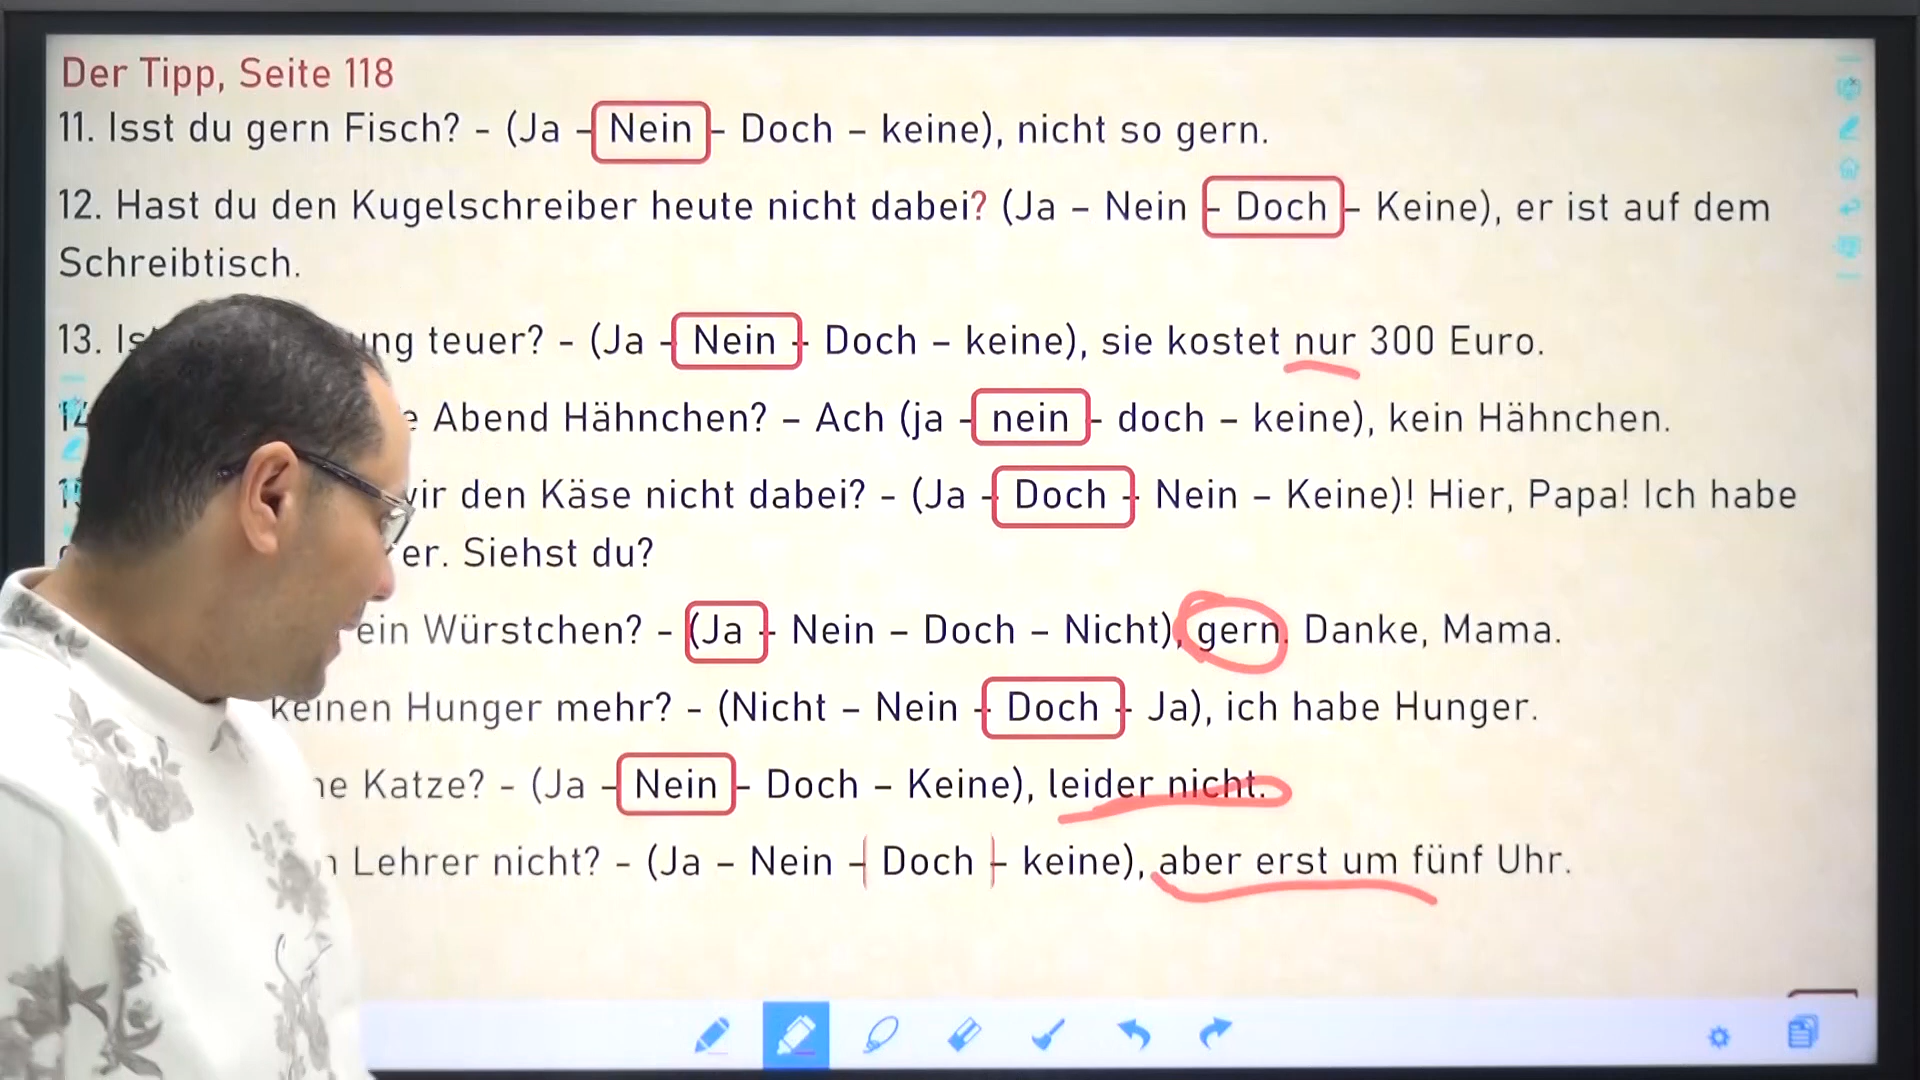 Der Tipp, Seite 118
11. Isst du gern Fisch? - (Ja - Nein - Doch – keine), nicht so gern.
12. Hast du den Kugelschreiber heute nicht dabei? (Ja – Nein - Doch - Keine), er ist auf dem
Schreibtisch.
13. teuer? - (Ja - Nein - Doch – keine), sie kostet nur 300 Euro.
Abend Hähnchen? – Ach (ja - nein - doch – keine), kein Hähnchen.
den Käse nicht dabei? - (Ja - Doch - Nein – Keine)! Hier, Papa! Ich habe
Siehst du?
ein Würstchen? - (Ja - Nein – Doch – Nicht), gern. Danke, Mama.
keinen Hunger mehr? - (Nicht – Nein - Doch - Ja), ich habe Hunger.
Katze? - (Ja - Nein - Doch – Keine), leider nicht.
Lehrer nicht? - (Ja – Nein - Doch - keine), aber erst um fünf Uhr.